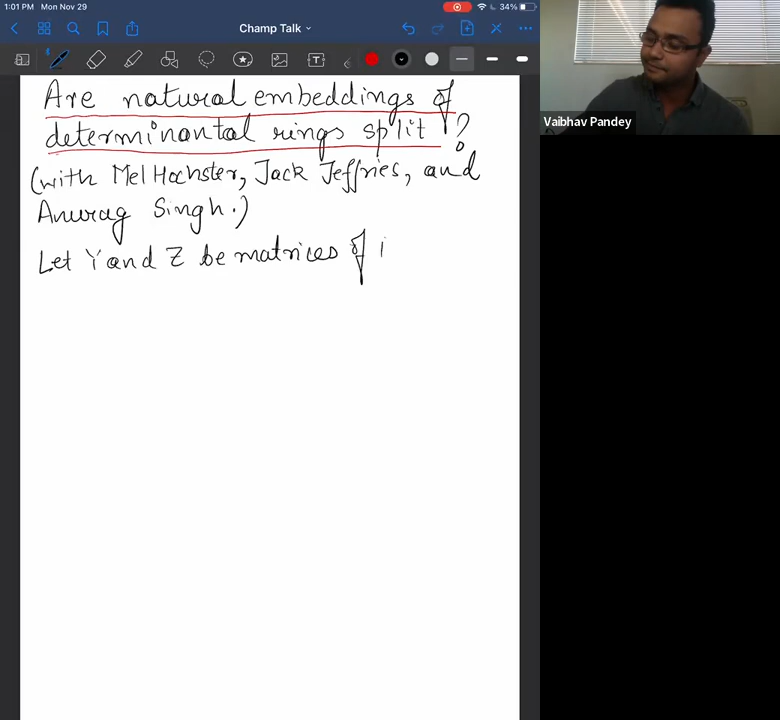 1:01 PM Mon Nov 29
34%
Champ Talk
T
Vaibhav Pandey
Are natural embeddings of
determinantal rings split?
(with Mel Hochster, Jack Jeffries, and
Anurag Singh.)
Let Y and Z be matrices of i